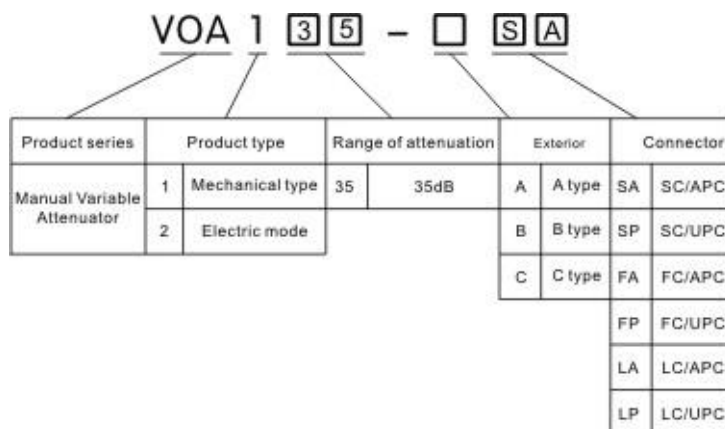 VOA 1 35 - □ SA
Product series Product type Range of attenuation Exterior Connector
Manual Variable Attenuator
1 Mechanical type 35 35dB A A type SA SC/APC
2 Electric mode B B type SP SC/UPC
C C type FA FC/APC
FP FC/UPC
LA LC/APC
LP LC/UPC